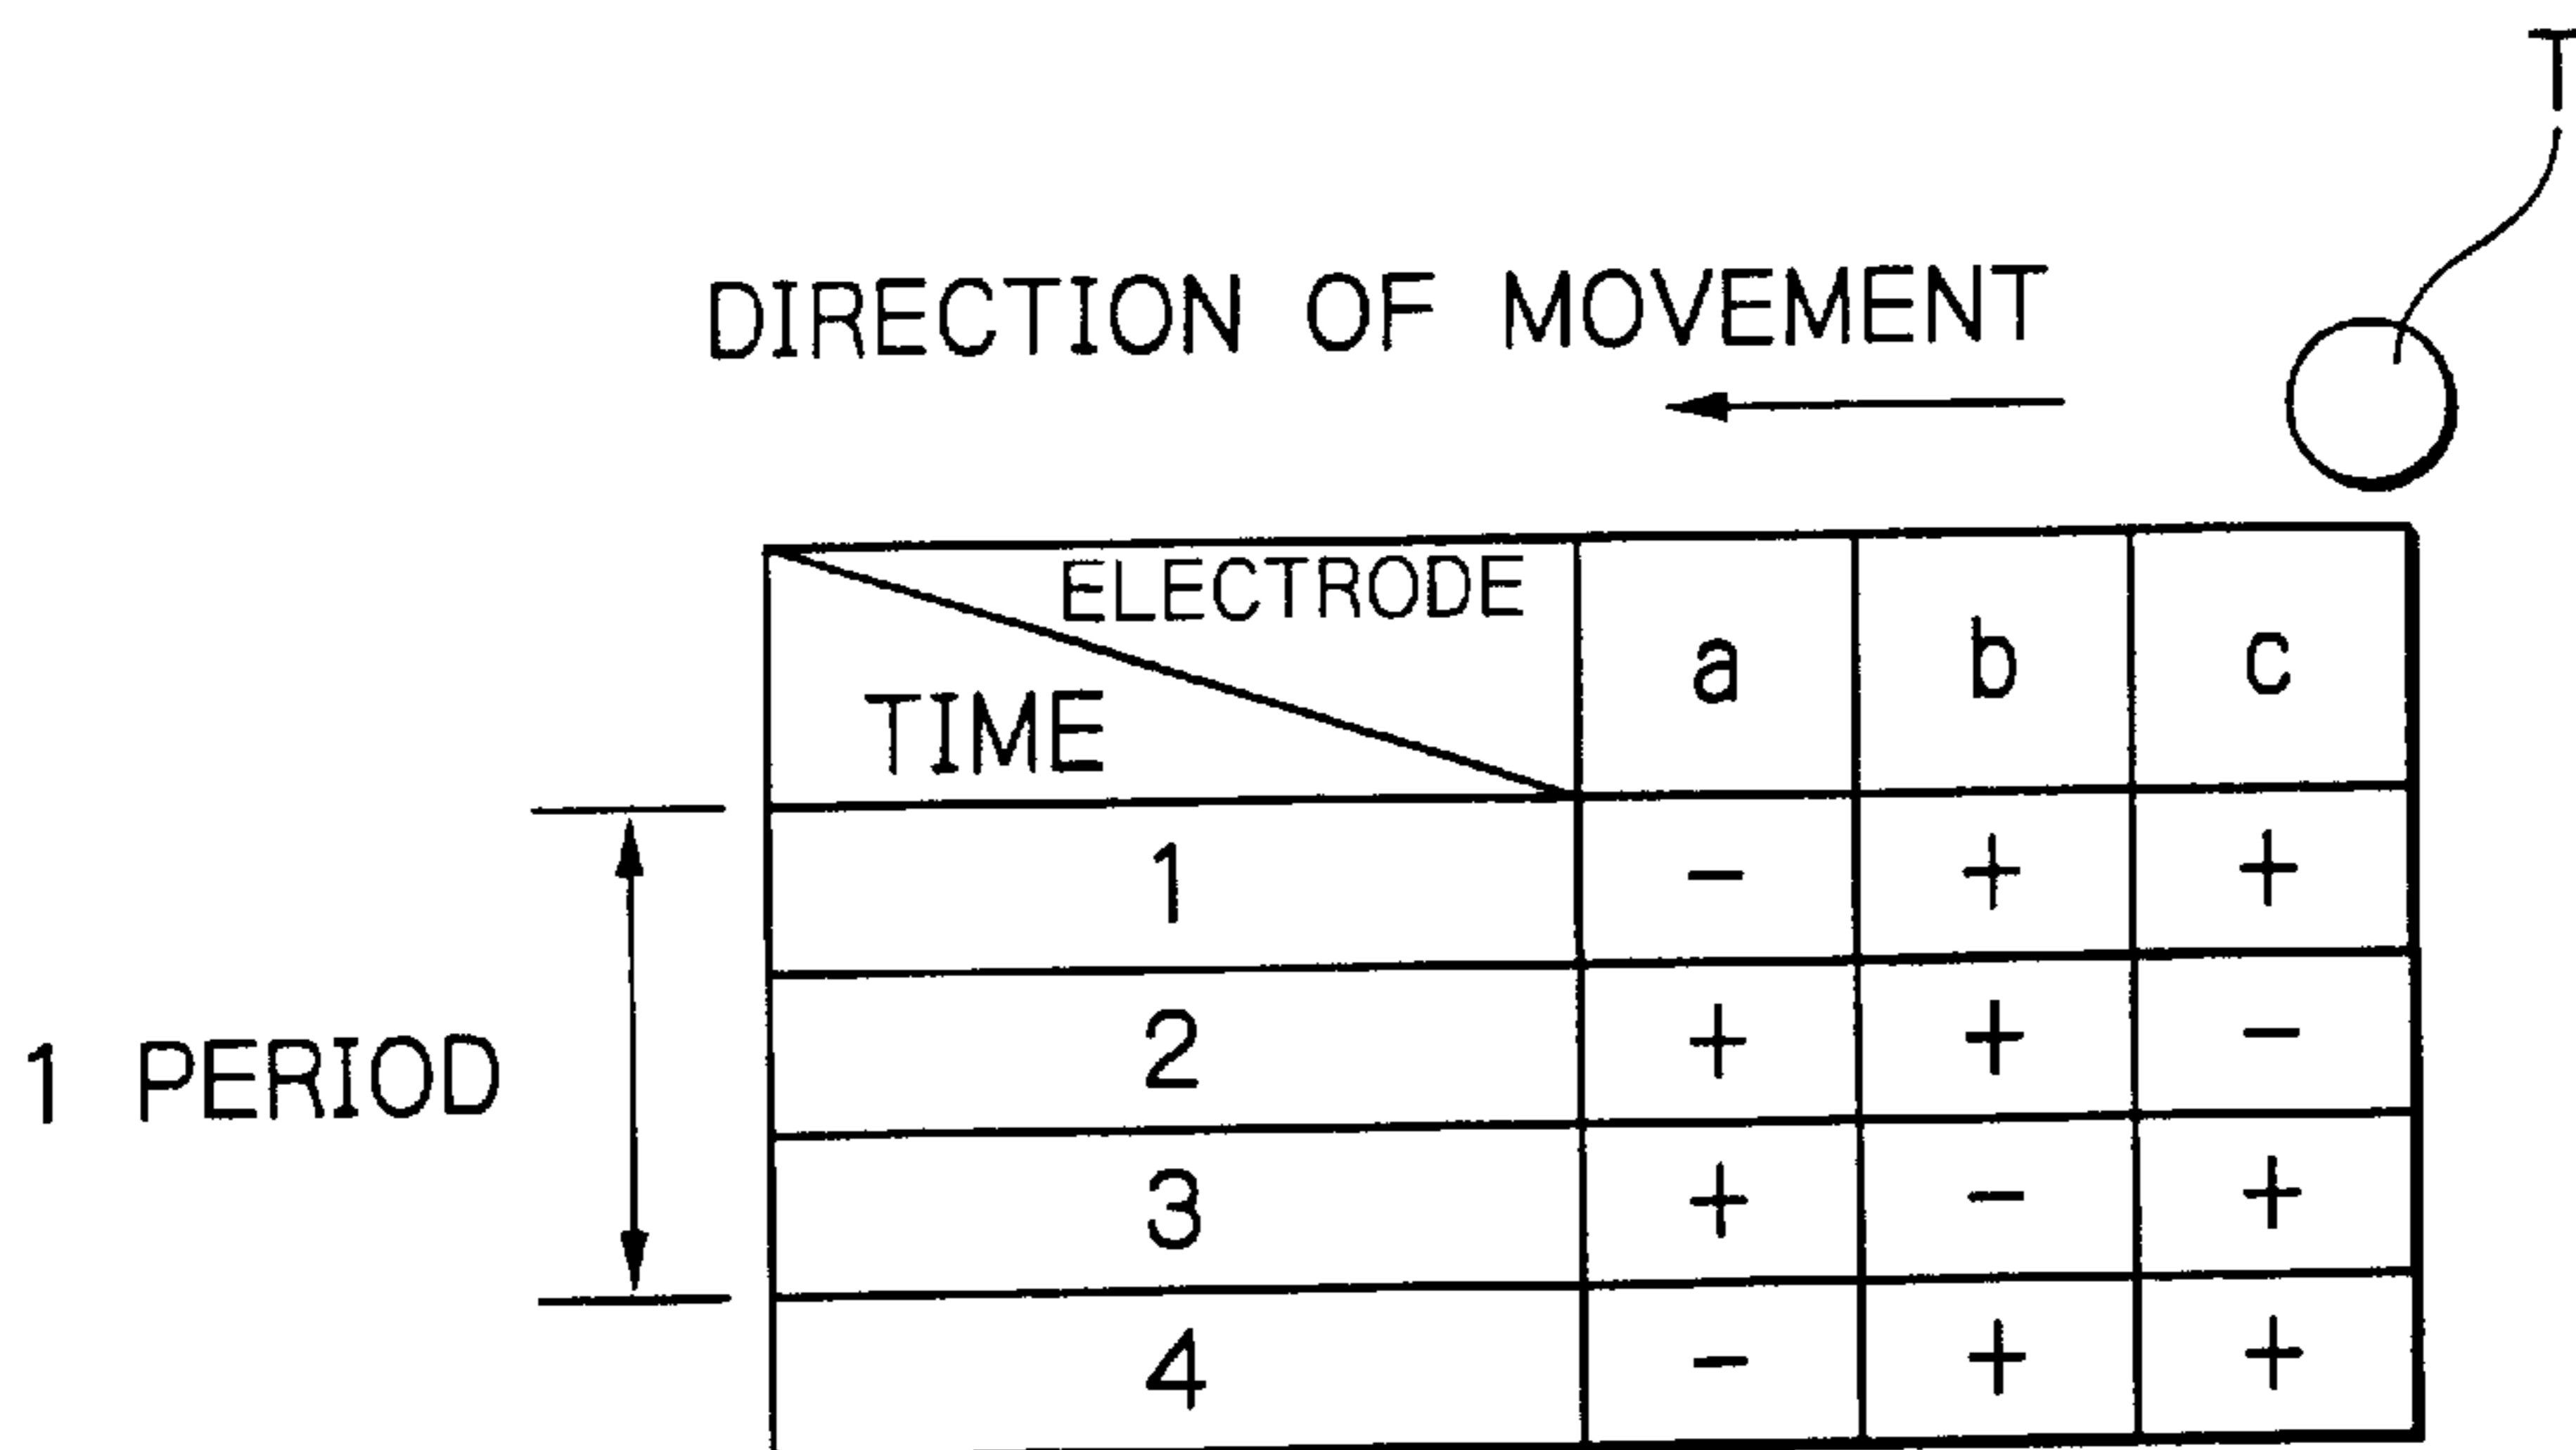 T
DIRECTION OF MOVEMENT
ELECTRODE
TIME
a b c
1 - + +
1 PERIOD
2 + + -
3 + - +
4 - + +